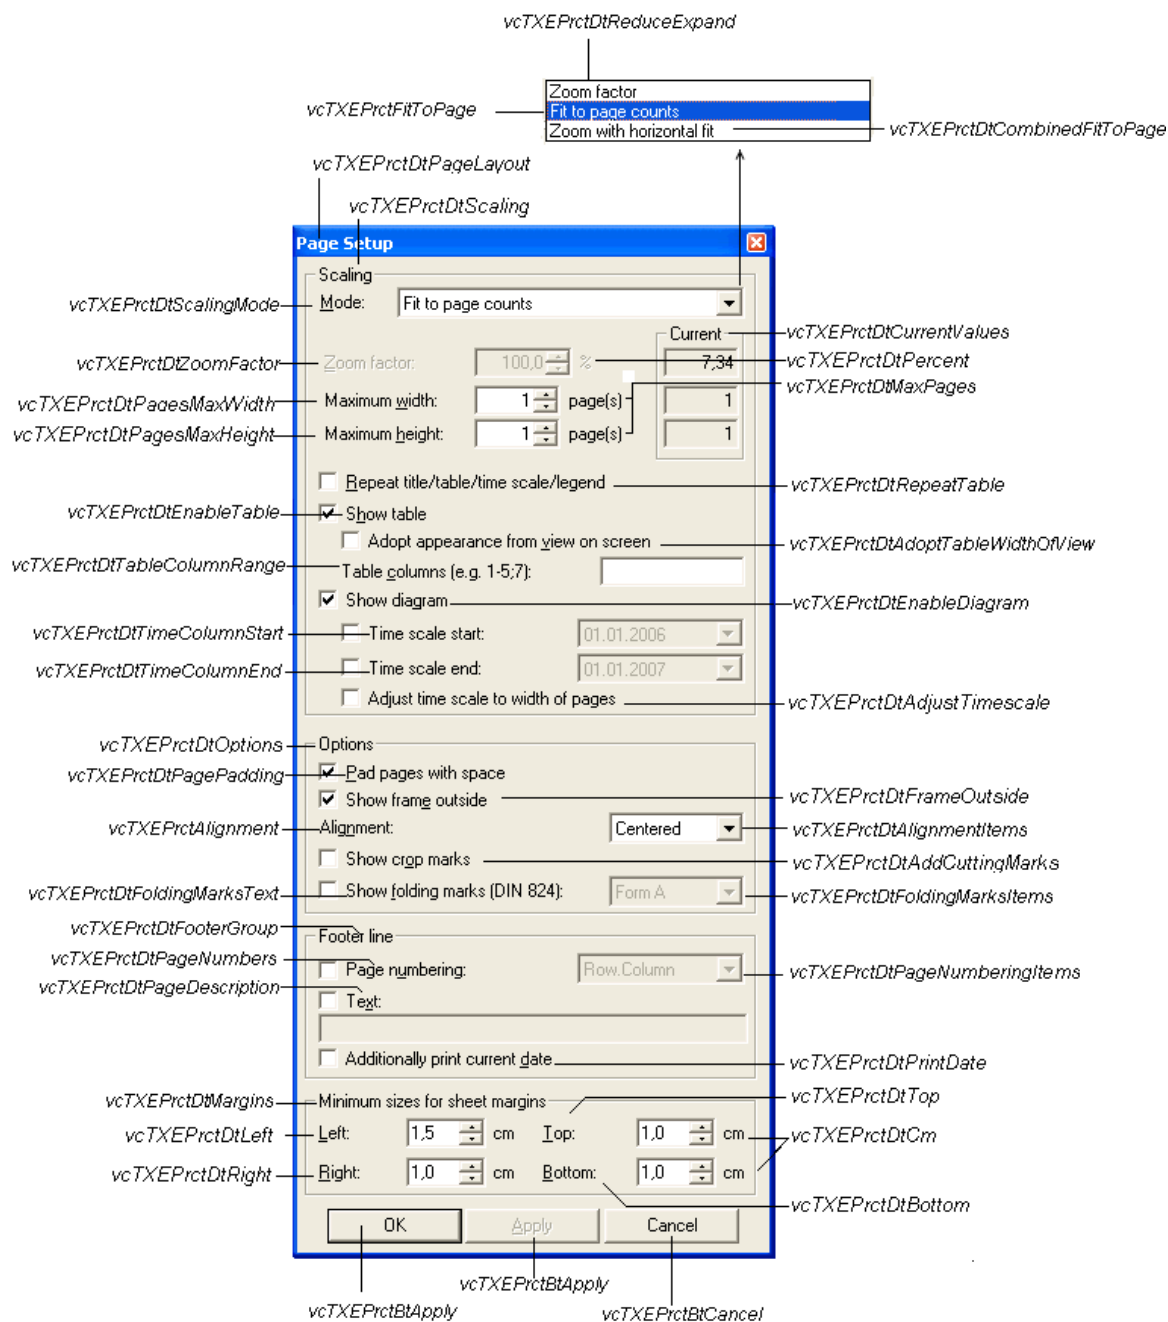 vcTXEPrctDtReduceExpand
Zoom factor
vcTXEPrctFitToPage
Fit to page counts
Zoom with horizontal fit
vcTXEPrctDtCombinedFitToPage
vcTXEPrctDtPageLayout
vcTXEPrctDtScaling
Page Setup
Scaling
vcTXEPrctDtScalingMode
Mode:
Fit to page counts
Current
vcTXEPrctDtCurrentValues
vcTXEPrctDtZoomFactor
Zoom factor:
100,0
%
7,34
vcTXEPrctDtPercent
vcTXEPrctDtMaxPages
vcTXEPrctDtPagesMaxWidth
Maximum width:
1
page(s)
1
vcTXEPrctDtPagesMaxHeight
Maximum height:
1
page(s)
1
Repeat title/table/time scale/legend
vcTXEPrctDtRepeatTable
vcTXEPrctDtEnableTable
Show table
Adopt appearance from view on screen
vcTXEPrctDtAdoptTableWidthOfView
vcTXEPrctDtTableColumnRange
Table columns (e.g. 1-5;7):
Show diagram
vcTXEPrctDtEnableDiagram
vcTXEPrctDtTimeColumnStart
Time scale start:
01.01.2006
vcTXEPrctDtTimeColumnEnd
Time scale end:
01.01.2007
Adjust time scale to width of pages
vcTXEPrctDtAdjustTimescale
vcTXEPrctDtOptions
Options
vcTXEPrctDtPagePadding
Pad pages with space
Show frame outside
vcTXEPrctDtFrameOutside
vcTXEPrctAlignment
Alignment:
Centered
vcTXEPrctDtAlignmentItems
Show crop marks
vcTXEPrctDtAddCuttingMarks
vcTXEPrctDtFoldingMarksText
Show folding marks (DIN 824):
Form A
vcTXEPrctDtFoldingMarksItems
vcTXEPrctDtFooterGroup
Footer line
vcTXEPrctDtPageNumbers
Page numbering:
Row.Column
vcTXEPrctDtPageNumberingItems
vcTXEPrctDtPageDescription
Text:
Additionally print current date
vcTXEPrctDtPrintDate
vcTXEPrctDtMargins
Minimum sizes for sheet margins
vcTXEPrctDtTop
vcTXEPrctDtLeft
Left:
1,5
cm
Top:
1,0
cm
vcTXEPrctDtCm
vcTXEPrctDtRight
Right:
1,0
cm
Bottom:
1,0
cm
vcTXEPrctDtBottom
OK
Apply
Cancel
vcTXEPrctBtApply
vcTXEPrctBtApply
vcTXEPrctBtCancel